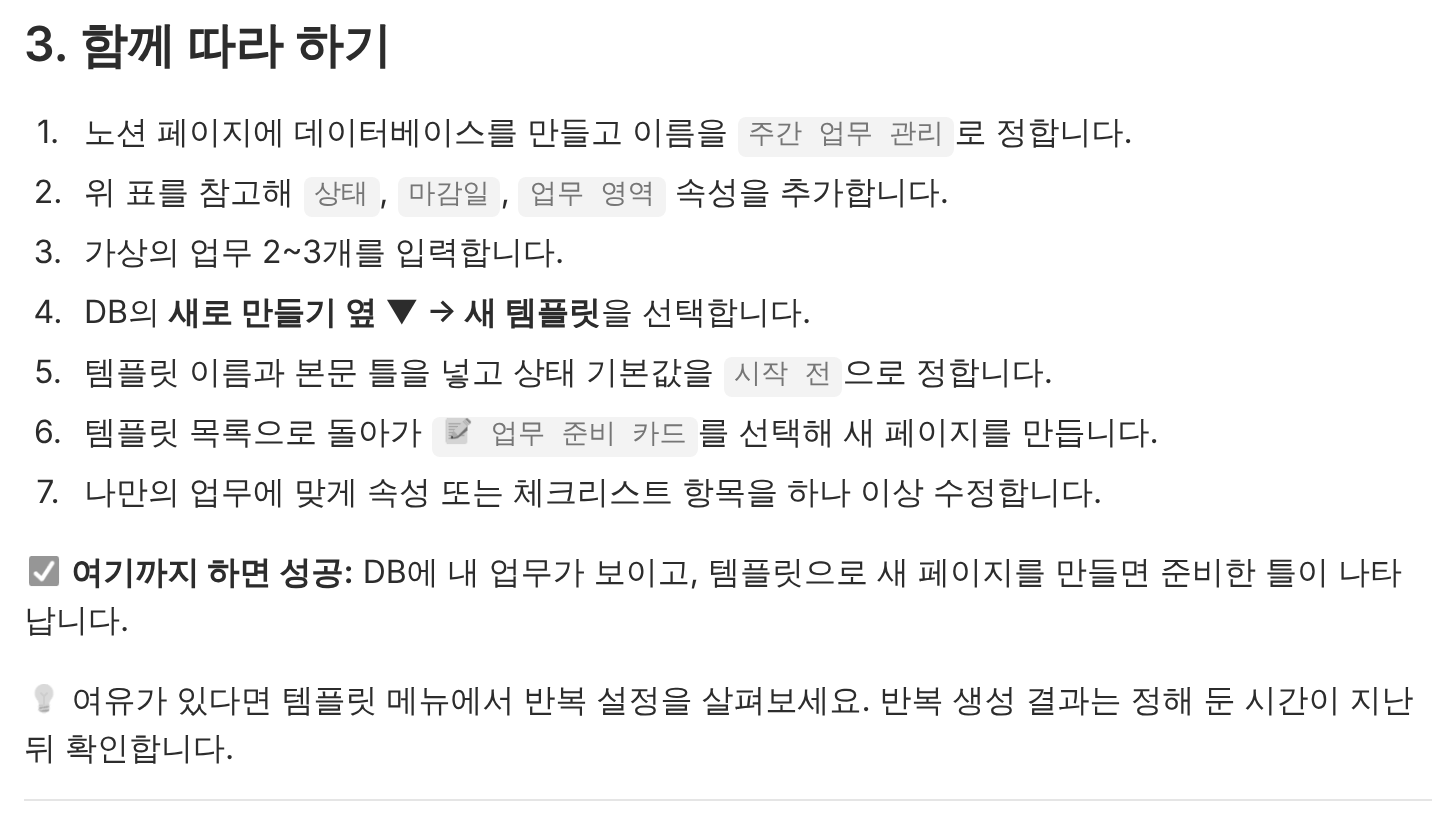 3. 함께 따라 하기
1. 노션 페이지에 데이터베이스를 만들고 이름을 주간 업무 관리로 정합니다.
2. 위 표를 참고해 상태, 마감일, 업무 영역 속성을 추가합니다.
3. 가상의 업무 2~3개를 입력합니다.
4. DB의 새로 만들기 옆 ▼ → 새 템플릿을 선택합니다.
5. 템플릿 이름과 본문 틀을 넣고 상태 기본값을 시작 전으로 정합니다.
6. 템플릿 목록으로 돌아가 📝 업무 준비 카드를 선택해 새 페이지를 만듭니다.
7. 나만의 업무에 맞게 속성 또는 체크리스트 항목을 하나 이상 수정합니다.
☑ 여기까지 하면 성공: DB에 내 업무가 보이고, 템플릿으로 새 페이지를 만들면 준비한 틀이 나타
납니다.
💡 여유가 있다면 템플릿 메뉴에서 반복 설정을 살펴보세요. 반복 생성 결과는 정해 둔 시간이 지난
뒤 확인합니다.